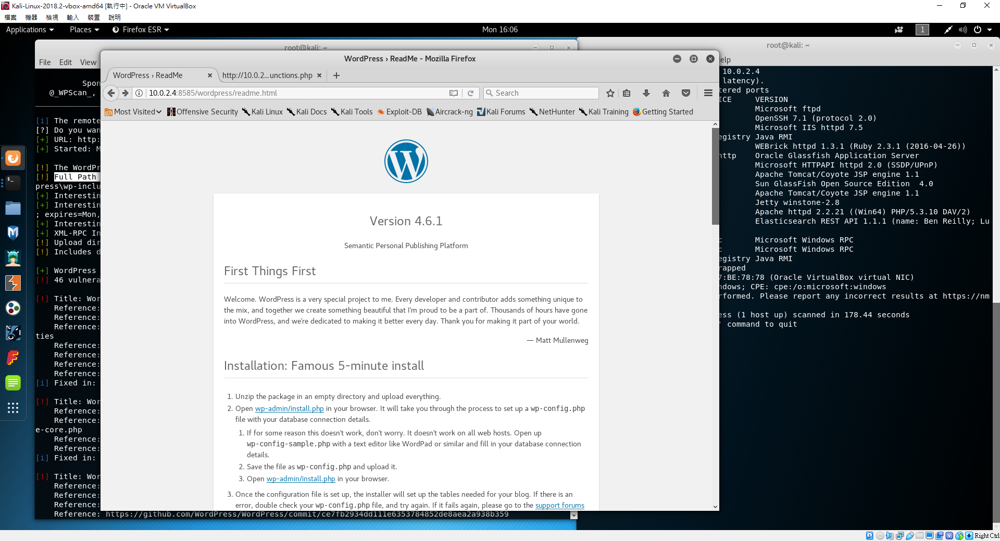 Kali-Linux-2018.2-vbox-amd64 [執行中] - Oracle VM VirtualBox
檔案 機器 檢視 輸入 裝置 說明
Applications Places Firefox ESR Mon 16:06 1
root@kali: ~
File Edit View
Spon
@_WPScan_,
[i] The remote
[?] Do you wan
[+] URL: http:
[+] Started: M
[!] The WordPr
[!] Full Path
press\wp-inclu
[+] Interestin
[+] Interestin
; expires=Mon,
[+] Interestin
[+] XML-RPC In
[!] Upload dir
[!] Includes d
[+] WordPress
[!] 46 vulnera
[!] Title: Wor
Reference:
Reference:
Reference:
ties
Reference:
Reference:
Reference:
Reference:
[i] Fixed in:
[!] Title: Wor
Reference:
Reference:
e-core.php
Reference:
Reference:
[i] Fixed in:
[!] Title: Wor
Reference:
Reference:
Reference:
Reference: https://github.com/WordPress/WordPress/commit/ce7fb2934dd111e6353784852de8aea2a938b359
WordPress › ReadMe - Mozilla Firefox
WordPress › ReadMe
http://10.0.2...unctions.php
10.0.2.4:8585/wordpress/readme.html
Search
Most Visited Offensive Security Kali Linux Kali Docs Kali Tools Exploit-DB Aircrack-ng Kali Forums NetHunter Kali Training Getting Started
Version 4.6.1
Semantic Personal Publishing Platform
First Things First
Welcome. WordPress is a very special project to me. Every developer and contributor adds something unique to
the mix, and together we create something beautiful that I'm proud to be a part of. Thousands of hours have gone
into WordPress, and we're dedicated to making it better every day. Thank you for making it part of your world.
— Matt Mullenweg
Installation: Famous 5-minute install
1. Unzip the package in an empty directory and upload everything.
2. Open wp-admin/install.php in your browser. It will take you through the process to set up a wp-config.php
file with your database connection details.
1. If for some reason this doesn't work, don't worry. It doesn't work on all web hosts. Open up
wp-config-sample.php with a text editor like WordPad or similar and fill in your database connection
details.
2. Save the file as wp-config.php and upload it.
3. Open wp-admin/install.php in your browser.
3. Once the configuration file is set up, the installer will set up the tables needed for your blog. If there is an
error, double check your wp-config.php file, and try again. If it fails again, please go to the support forums
root@kali: ~
elp
10.0.2.4
latency).
tered ports
ICE VERSION
Microsoft ftpd
OpenSSH 7.1 (protocol 2.0)
Microsoft IIS httpd 7.5
egistry Java RMI
WEBrick httpd 1.3.1 (Ruby 2.3.1 (2016-04-26))
http Oracle Glassfish Application Server
Microsoft HTTPAPI httpd 2.0 (SSDP/UPnP)
Apache Tomcat/Coyote JSP engine 1.1
Sun GlassFish Open Source Edition 4.0
Apache Tomcat/Coyote JSP engine 1.1
Jetty winstone-2.8
Apache httpd 2.2.21 ((Win64) PHP/5.3.10 DAV/2)
Elasticsearch REST API 1.1.1 (name: Ben Reilly; Lu
c Microsoft Windows RPC
c Microsoft Windows RPC
egistry Java RMI
rapped
7:BE:78:78 (Oracle VirtualBox virtual NIC)
ndows; CPE: cpe:/o:microsoft:windows
rformed. Please report any incorrect results at https://nm
ess (1 host up) scanned in 178.44 seconds
' command to quit
Right Ctrl